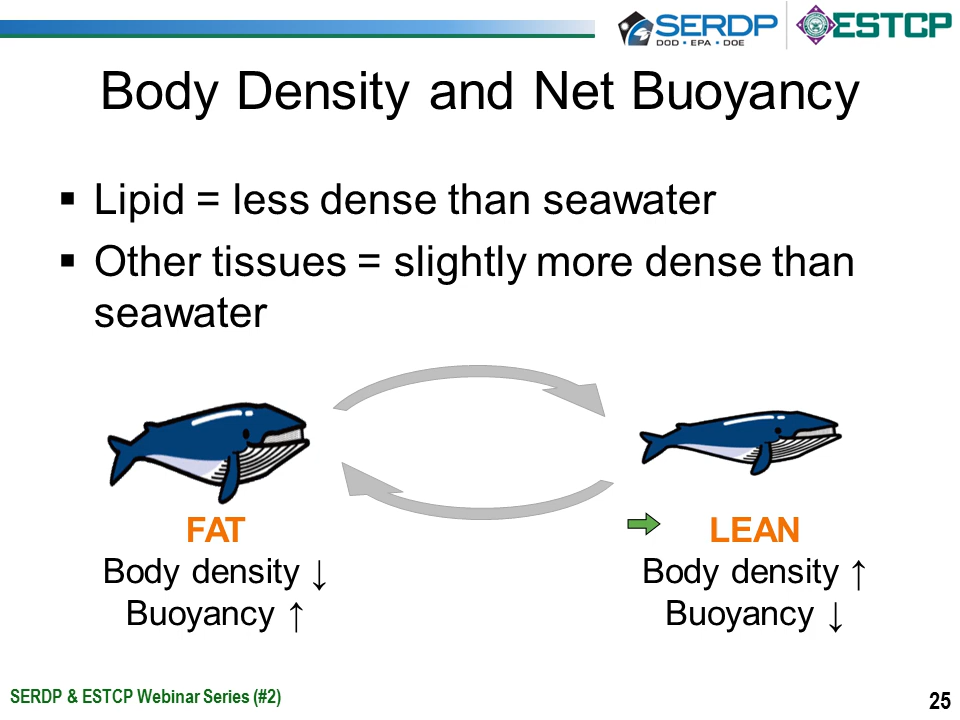 SERDP
DOD • EPA • DOE
ESTCP
Body Density and Net Buoyancy
▪ Lipid = less dense than seawater
▪ Other tissues = slightly more dense than
seawater
FAT
Body density ↓
Buoyancy ↑
LEAN
Body density ↑
Buoyancy ↓
SERDP & ESTCP Webinar Series (#2)
25